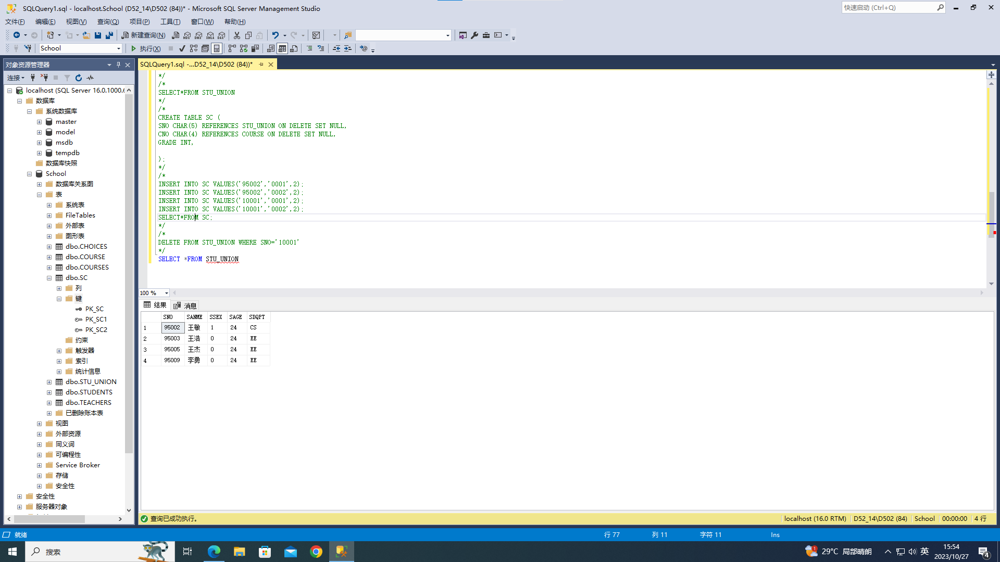 SQLQuery1.sql - localhost.School (D52_14\D502 (84))* - Microsoft SQL Server Management Studio
快速启动 (Ctrl+Q)
文件(F) 编辑(E) 视图(V) 查询(Q) 项目(P) 工具(T) 窗口(W) 帮助(H)
新建查询(N) MDX DMX XMLA DAX
School 执行(X)
对象资源管理器
连接
localhost (SQL Server 16.0.1000.6
数据库
系统数据库
master
model
msdb
tempdb
数据库快照
School
数据库关系图
表
系统表
FileTables
外部表
图形表
dbo.CHOICES
dbo.COURSE
dbo.COURSES
dbo.SC
列
键
PK_SC
PK_SC1
PK_SC2
约束
触发器
索引
统计信息
dbo.STU_UNION
dbo.STUDENTS
dbo.TEACHERS
已删除账本表
视图
外部资源
同义词
可编程性
Service Broker
存储
安全性
安全性
服务器对象
SQLQuery1.sql -...D52_14\D502 (84))*
*/
/*
SELECT*FROM STU_UNION
*/
/*
CREATE TABLE SC (
SNO CHAR(5) REFERENCES STU_UNION ON DELETE SET NULL,
CNO CHAR(4) REFERENCES COURSE ON DELETE SET NULL,
GRADE INT,
);
*/
/*
INSERT INTO SC VALUES('95002','0001',2);
INSERT INTO SC VALUES('95002','0002',2);
INSERT INTO SC VALUES('10001','0001',2);
INSERT INTO SC VALUES('10001','0002',2);
SELECT*FROM SC;
*/
/*
DELETE FROM STU_UNION WHERE SNO='10001'
*/
SELECT *FROM STU_UNION
100 %
结果 消息
SNO SANME SSEX SAGE SDQPT
1 95002 王敏 1 24 CS
2 95003 王浩 0 24 EE
3 95005 王杰 0 24 EE
4 95009 李勇 0 24 EE
查询已成功执行。 localhost (16.0 RTM) D52_14\D502 (84) School 00:00:00 4 行
就绪 行 77 列 11 字符 11 Ins
搜索 1 29°C 局部晴朗 英 15:54
2023/10/27 4